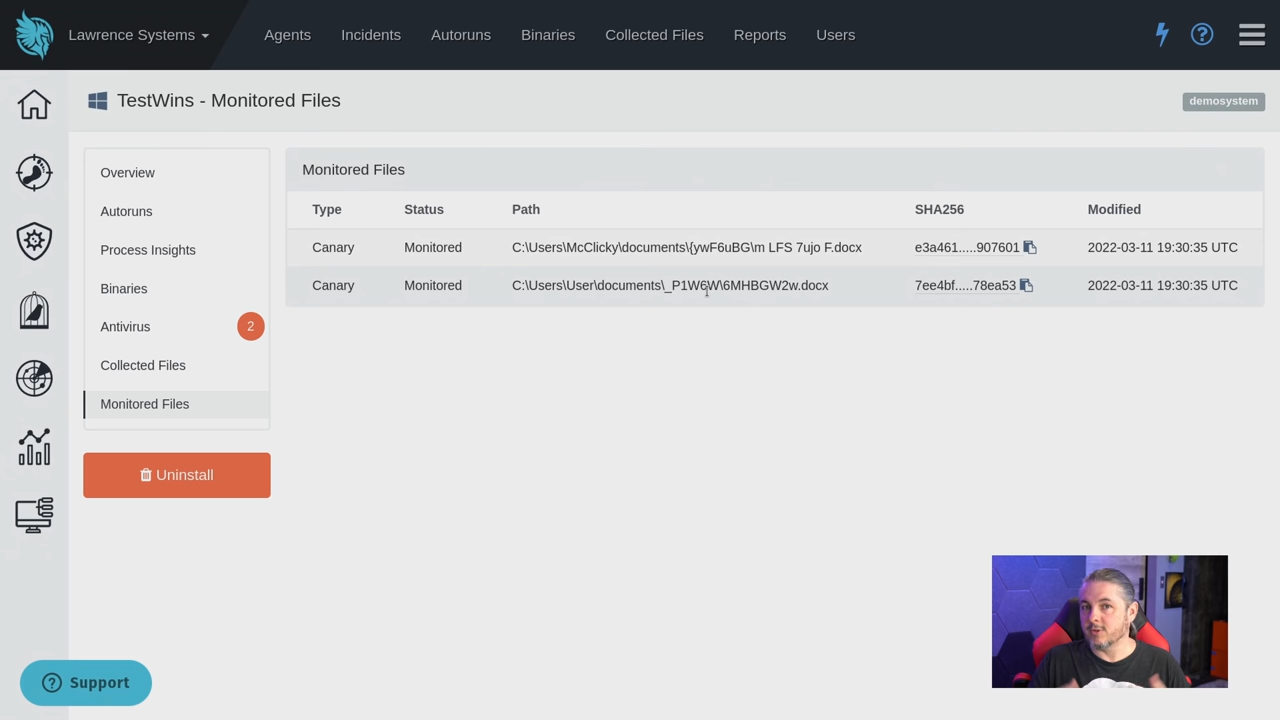 Lawrence Systems Agents Incidents Autoruns Binaries Collected Files Reports Users
TestWins - Monitored Files
demosystem
Overview
Autoruns
Process Insights
Binaries
Antivirus 2
Collected Files
Monitored Files
Uninstall
Monitored Files
Type Status Path SHA256 Modified
Canary Monitored C:\Users\McClicky\documents\{ywF6uBG\m LFS 7ujo F.docx e3a461.....907601 2022-03-11 19:30:35 UTC
Canary Monitored C:\Users\User\documents\_P1W6W\6MHBGW2w.docx 7ee4bf.....78ea53 2022-03-11 19:30:35 UTC
Support